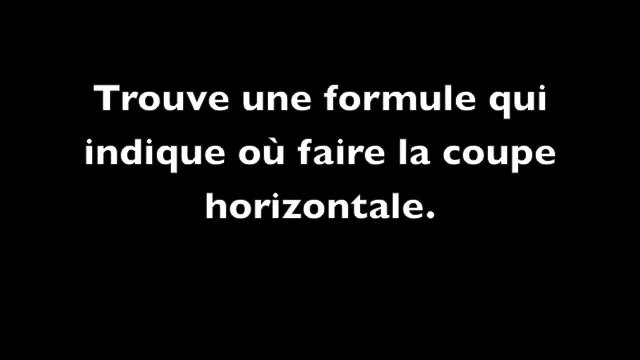 Trouve une formule qui
indique où faire la coupe
horizontale.